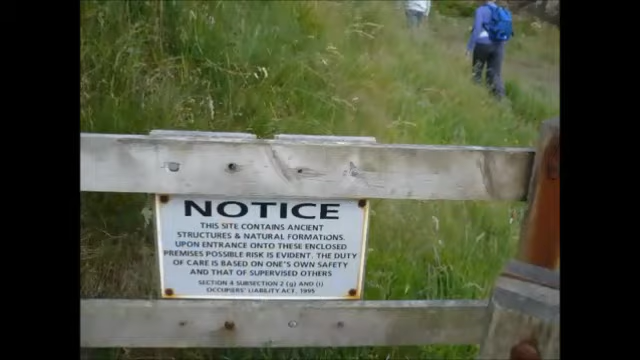 NOTICE
THIS SITE CONTAINS ANCIENT
STRUCTURES & NATURAL FORMATIONS.
UPON ENTRANCE ONTO THESE ENCLOSED
PREMISES POSSIBLE RISK IS EVIDENT. THE DUTY
OF CARE IS BASED ON ONE'S OWN SAFETY
AND THAT OF SUPERVISED OTHERS
SECTION 4 SUBSECTION 2 (g) AND (i)
OCCUPIERS' LIABILITY ACT, 1995